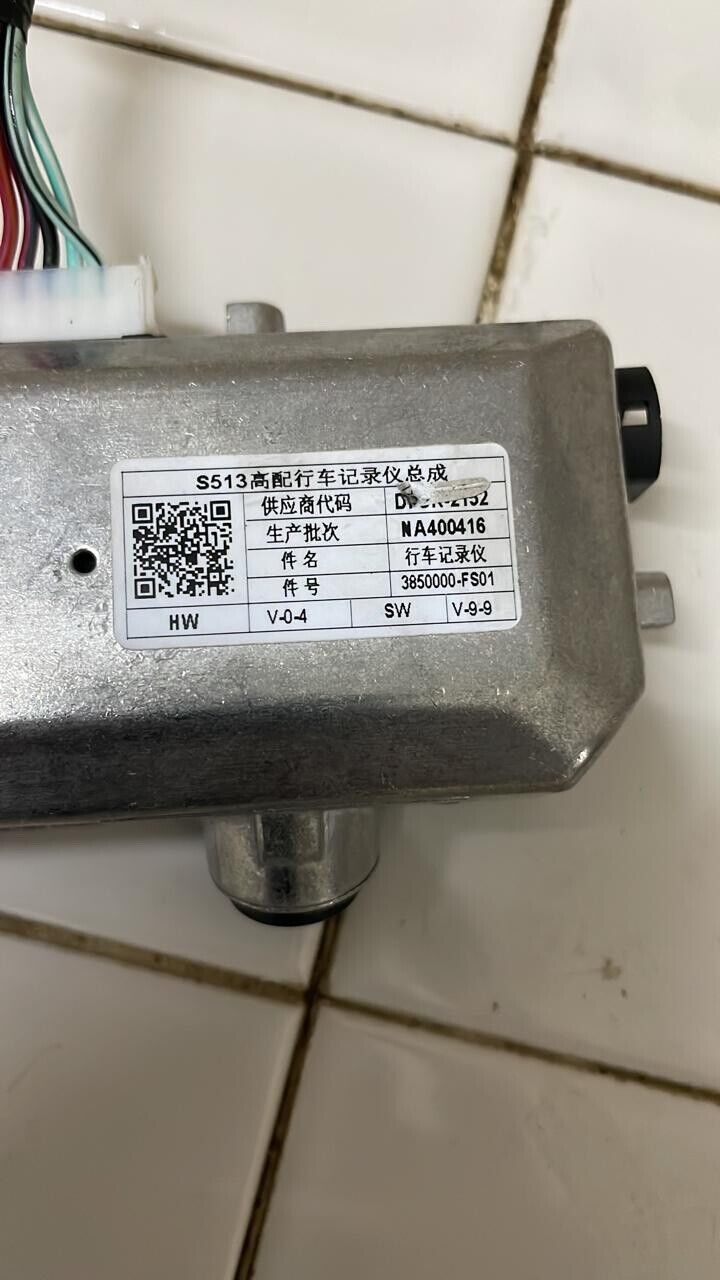 S513高配行车记录仪总成
供应商代码
生产批次 NA400416
件名 行车记录仪
件号 3850000-FS01
HW V-0-4 SW V-9-9